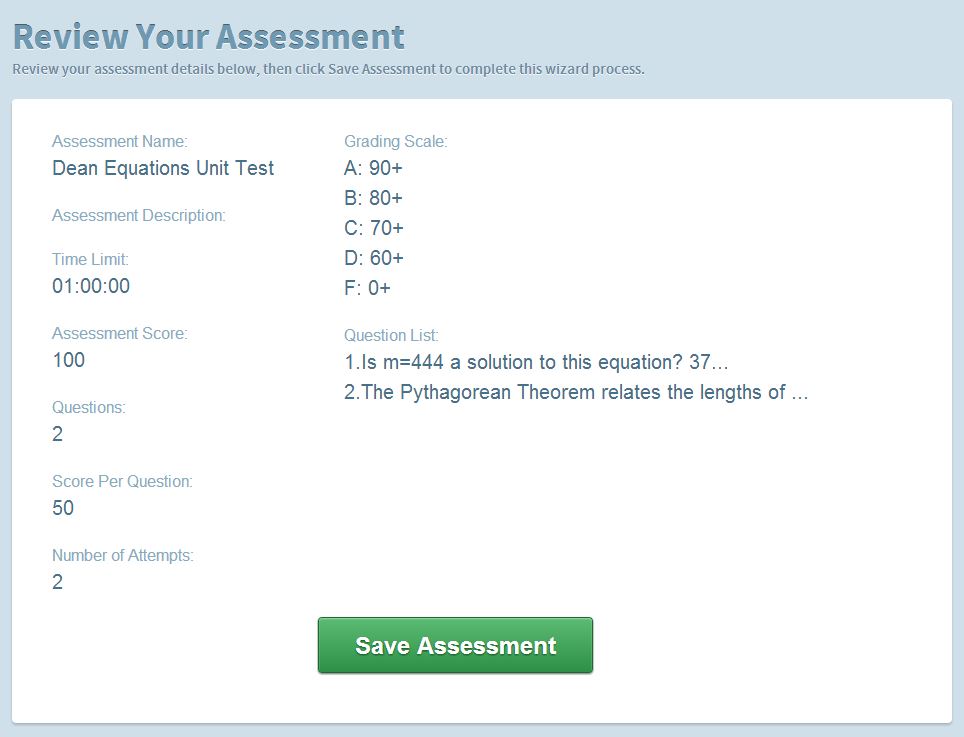 Review Your Assessment
Review your assessment details below, then click Save Assessment to complete this wizard process.
Assessment Name:
Dean Equations Unit Test
Assessment Description:
Time Limit:
01:00:00
Assessment Score:
100
Questions:
2
Score Per Question:
50
Number of Attempts:
2
Grading Scale:
A: 90+
B: 80+
C: 70+
D: 60+
F: 0+
Question List:
1.Is m=444 a solution to this equation? 37...
2.The Pythagorean Theorem relates the lengths of ...
Save Assessment